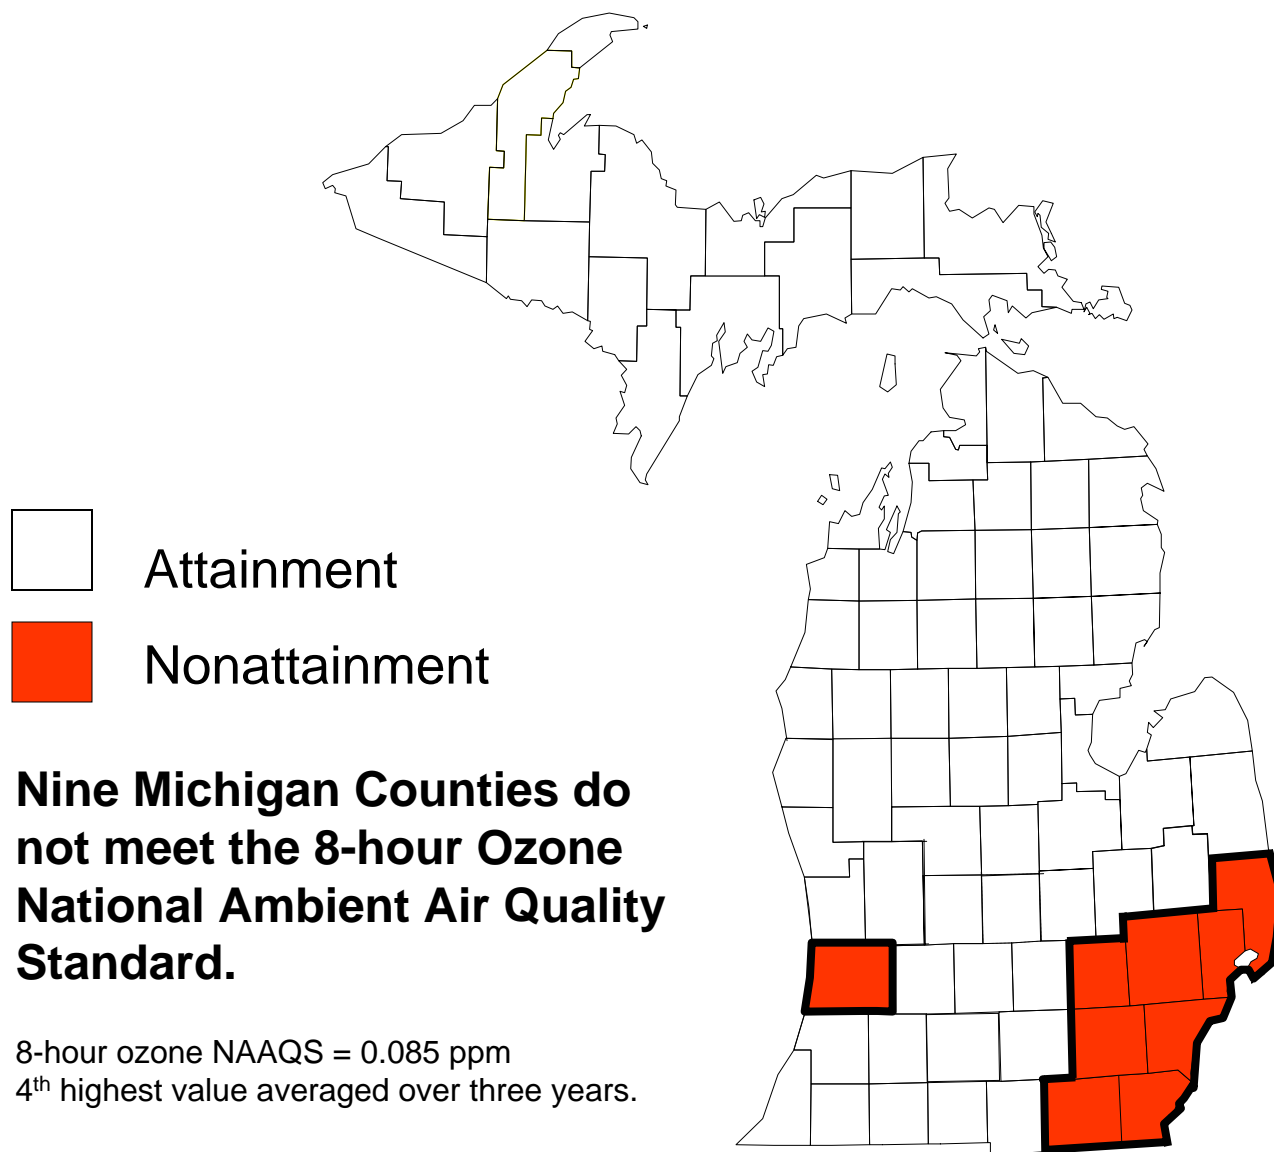 Attainment
Nonattainment
Nine Michigan Counties do
not meet the 8-hour Ozone
National Ambient Air Quality
Standard.
8-hour ozone NAAQS = 0.085 ppm
4th highest value averaged over three years.